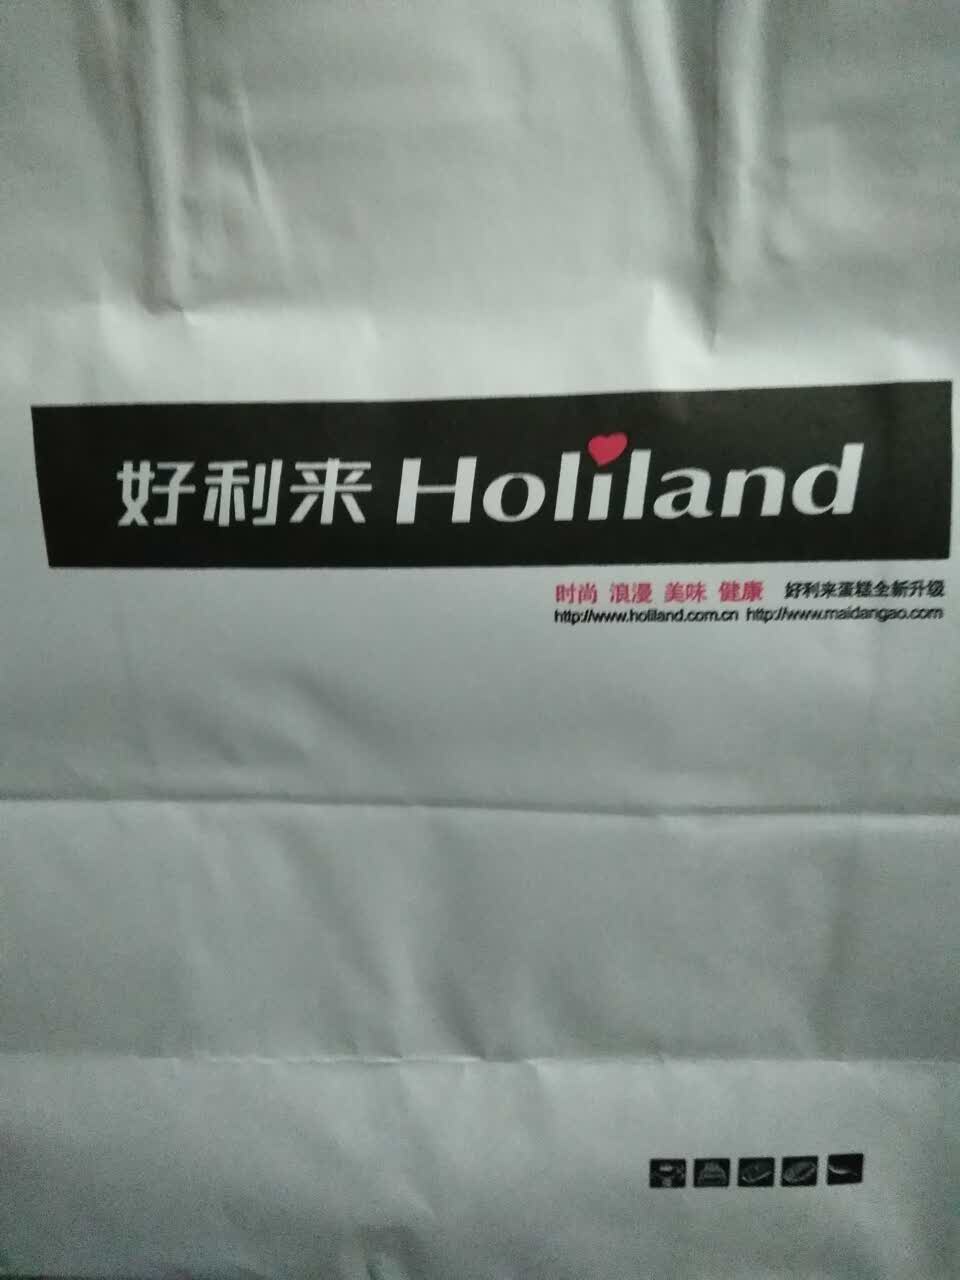 好利来 Holiland
时尚 浪漫 美味 健康 好利来蛋糕全新升级
http://www.holiland.com.cn http://www.maidangao.com